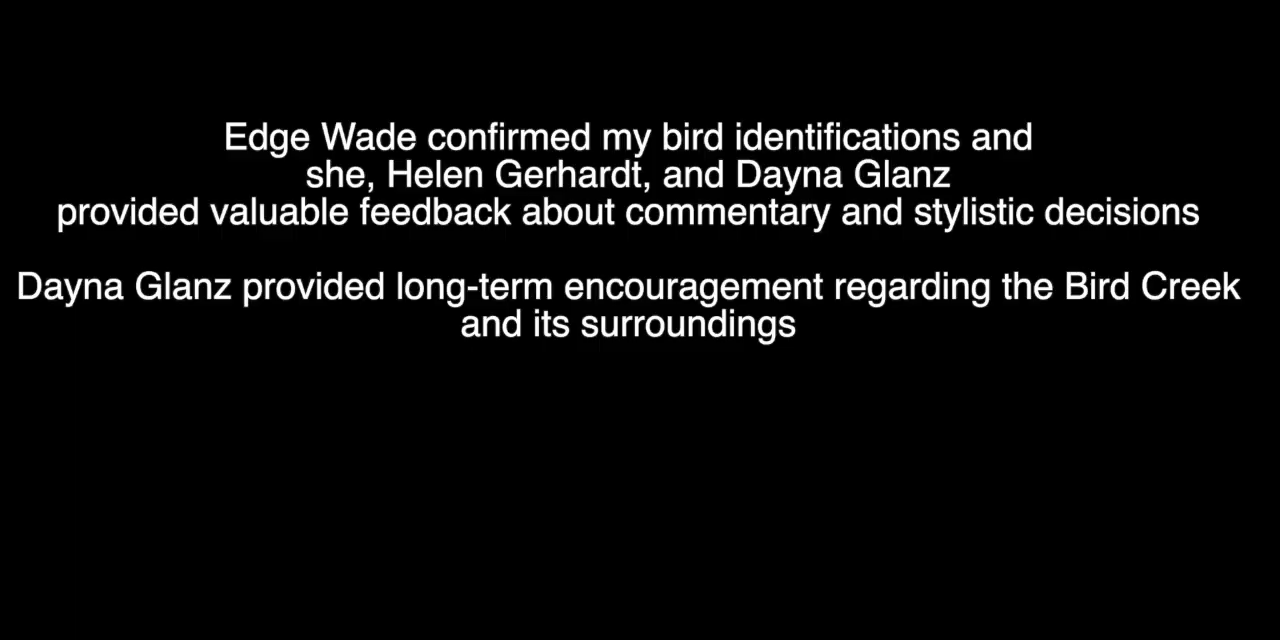 Edge Wade confirmed my bird identifications and
she, Helen Gerhardt, and Dayna Glanz
provided valuable feedback about commentary and stylistic decisions
Dayna Glanz provided long-term encouragement regarding the Bird Creek
and its surroundings